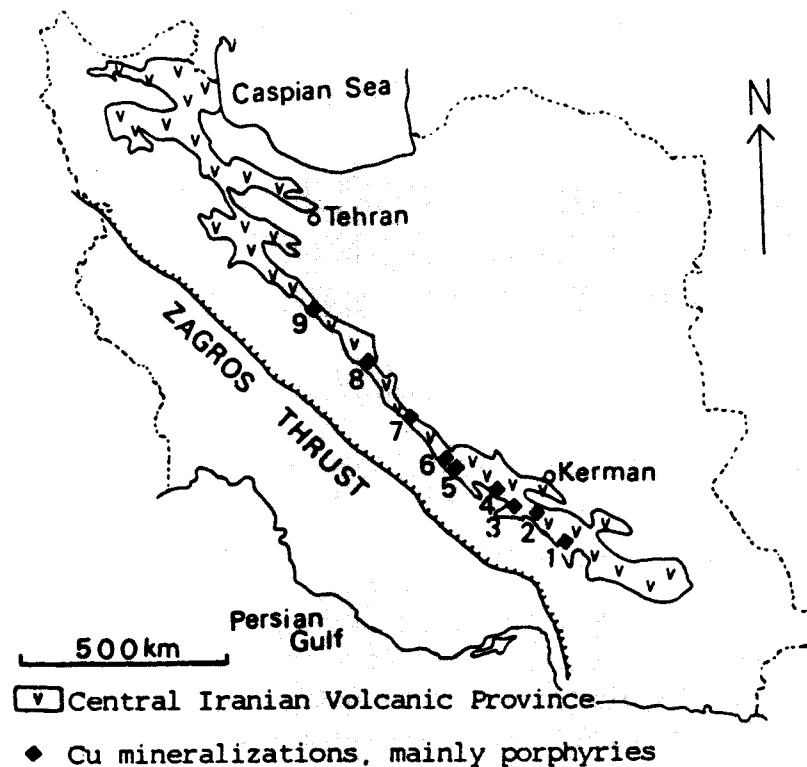 N
Caspian Sea
Tehran
9
ZAGROS THRUST
8
7
6
5
4
3
2
1
Kerman
Persian
Gulf
500km
v Central Iranian Volcanic Province
Cu mineralizations, mainly porphyries